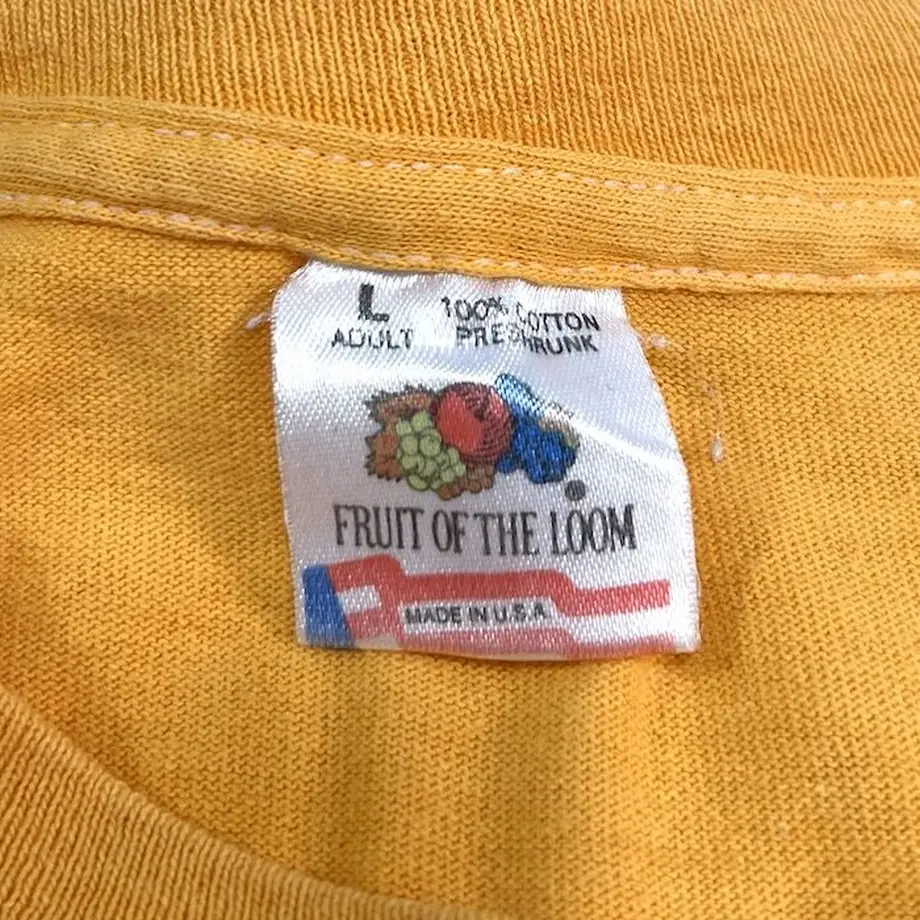 L 100% COTTON
ADULT PRESHRUNK
®
FRUIT OF THE LOOM
MADE IN U.S.A.